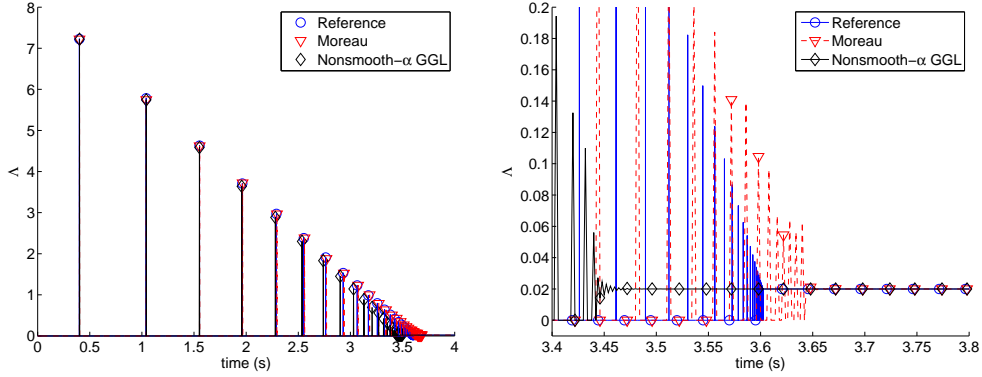 8
7
6
5
4
3
2
1
0
Λ
0 0.5 1 1.5 2 2.5 3 3.5 4
time (s)
Reference
Moreau
Nonsmooth-α GGL
0.2
0.18
0.16
0.14
0.12
0.1
0.08
0.06
0.04
0.02
0
Λ
3.4 3.45 3.5 3.55 3.6 3.65 3.7 3.75 3.8
time (s)
Reference
Moreau
Nonsmooth-α GGL